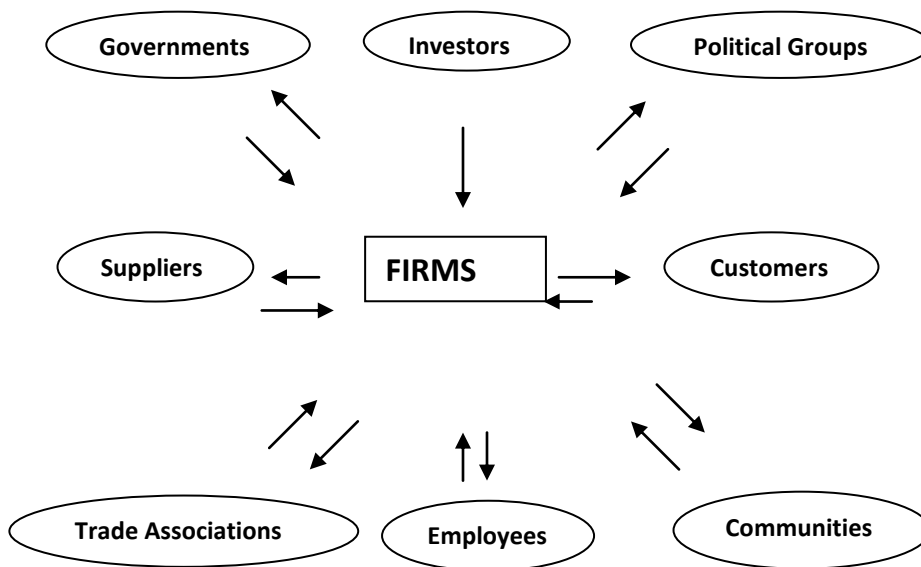 Governments
Investors
Political Groups
Suppliers
FIRMS
Customers
Trade Associations
Employees
Communities